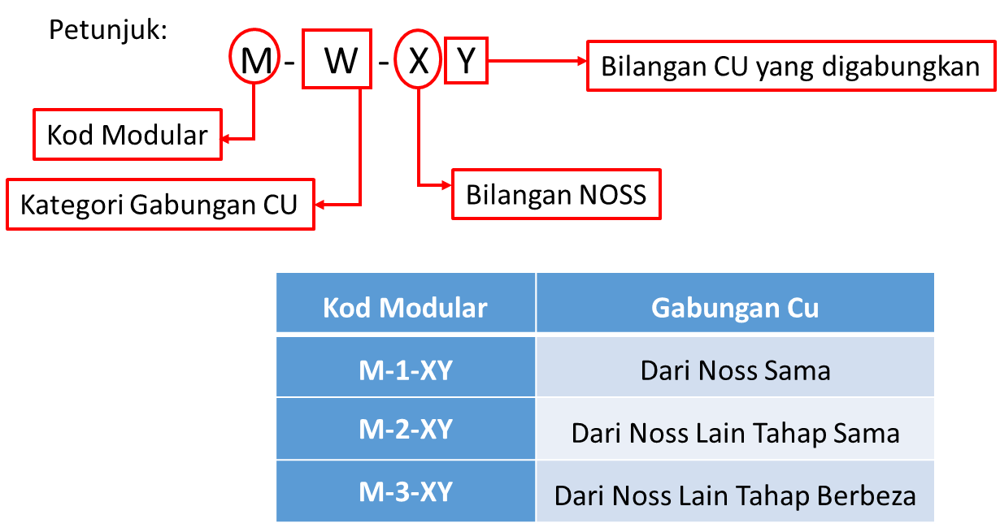 Petunjuk:
M - W - X Y
Bilangan CU yang digabungkan
Kod Modular
Kategori Gabungan CU
Bilangan NOSS
Kod Modular Gabungan Cu
M-1-XY Dari Noss Sama
M-2-XY Dari Noss Lain Tahap Sama
M-3-XY Dari Noss Lain Tahap Berbeza